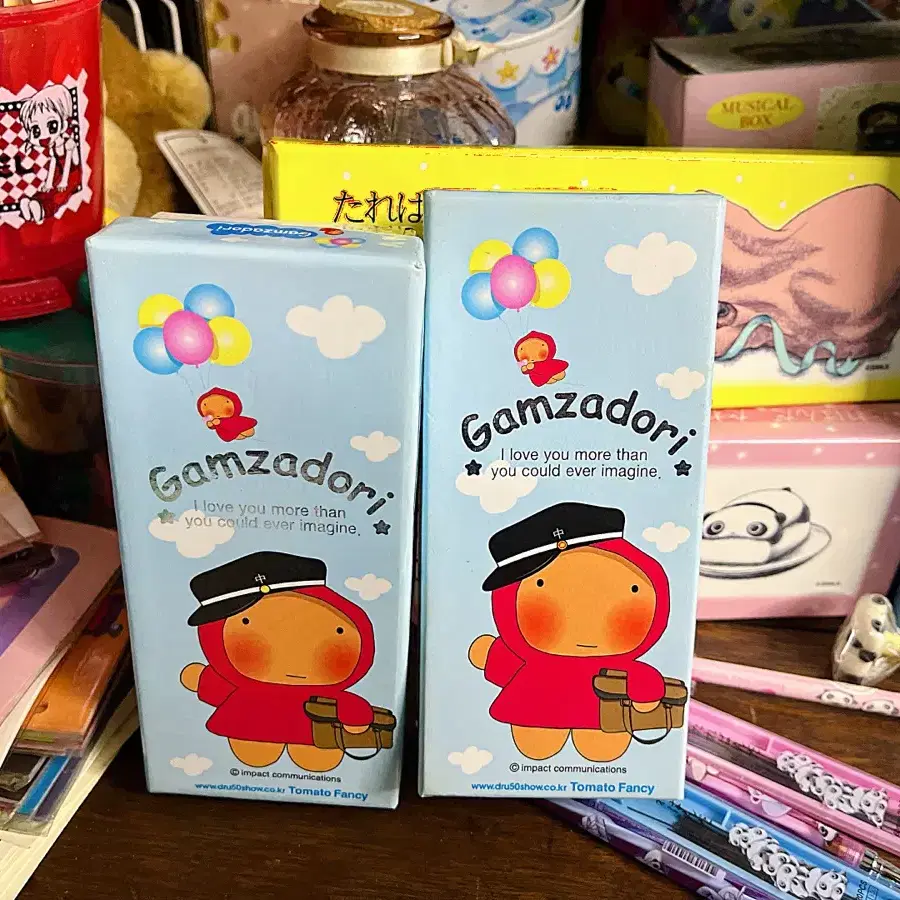 MUSICAL
BOX
たれぱ
Gamzadori
Gamzadori
I love you more than
you could ever imagine.
中
© impact communications
www.dru50show.co.kr Tomato Fancy
Gamzadori
I love you more than
you could ever imagine.
中
© impact communications
www.dru50show.co.kr Tomato Fancy